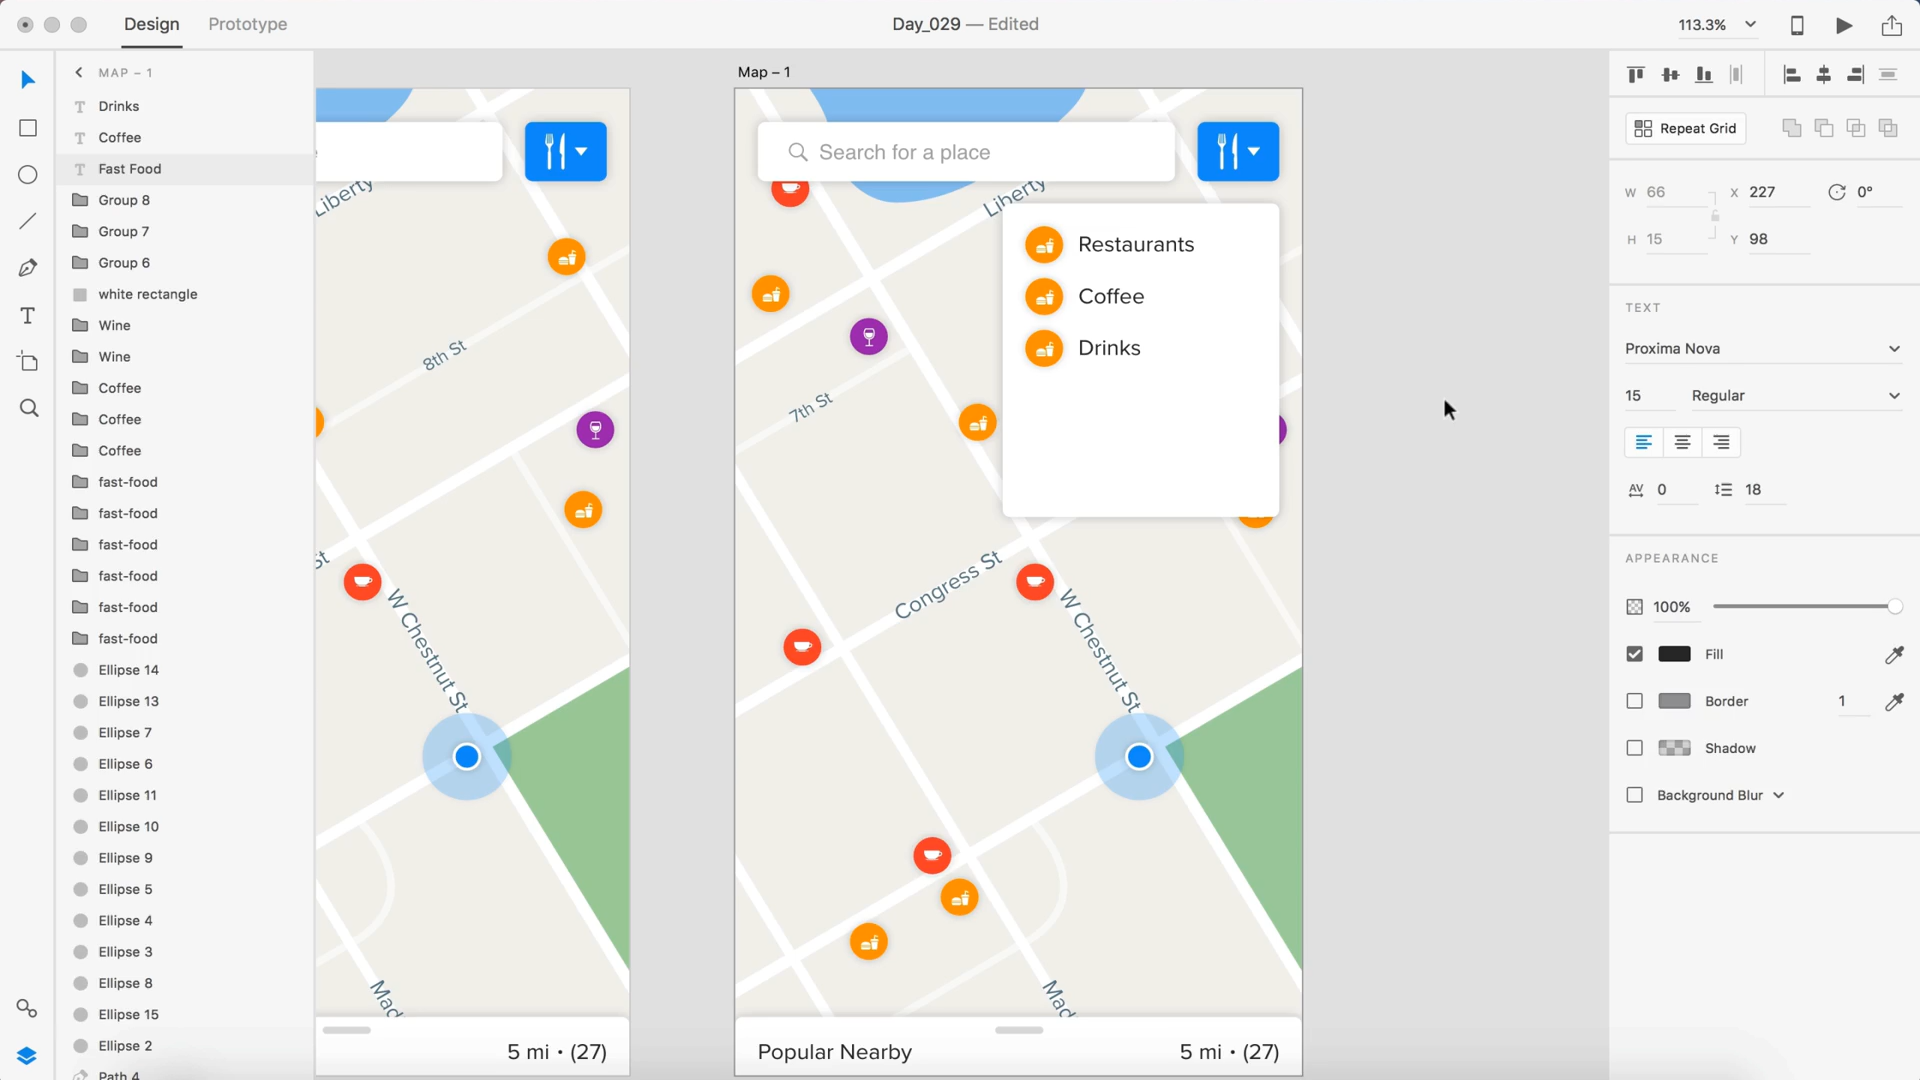 Design
Prototype
Day_029 — Edited
113.3%
MAP – 1
Drinks
Coffee
Fast Food
Group 8
Group 7
Group 6
white rectangle
Wine
Wine
Coffee
Coffee
Coffee
fast-food
fast-food
fast-food
fast-food
fast-food
fast-food
Ellipse 14
Ellipse 13
Ellipse 7
Ellipse 6
Ellipse 11
Ellipse 10
Ellipse 9
Ellipse 5
Ellipse 4
Ellipse 3
Ellipse 8
Ellipse 15
Ellipse 2
Path 4
Liberty
8th St
St
W Chestnut St
Mad
5 mi • (27)
Map – 1
Search for a place
Liberty
Restaurants
Coffee
Drinks
7th St
Congress St
W Chestnut St
Mad
Popular Nearby
5 mi • (27)
Repeat Grid
W 66
X 227
0°
H 15
Y 98
TEXT
Proxima Nova
15
Regular
AV 0
18
APPEARANCE
100%
Fill
Border
1
Shadow
Background Blur